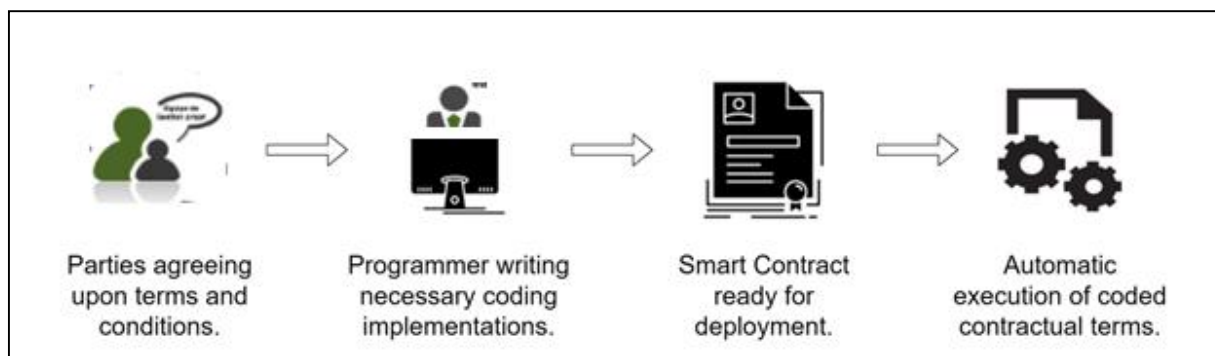 Parties agreeing
upon terms and
conditions.
Programmer writing
necessary coding
implementations.
Smart Contract
ready for
deployment.
Automatic
execution of coded
contractual terms.